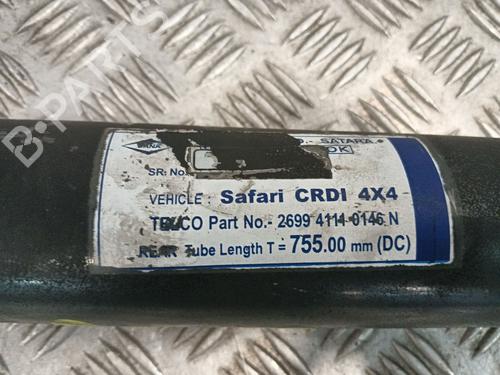 D.- SATARA.
OK
SR. No.
VEHICLE : Safari CRDI 4X4
TELCO Part No.- 2699 4114 0146 N
REAR Tube Length T = 755.00 mm (DC)
B-Parts